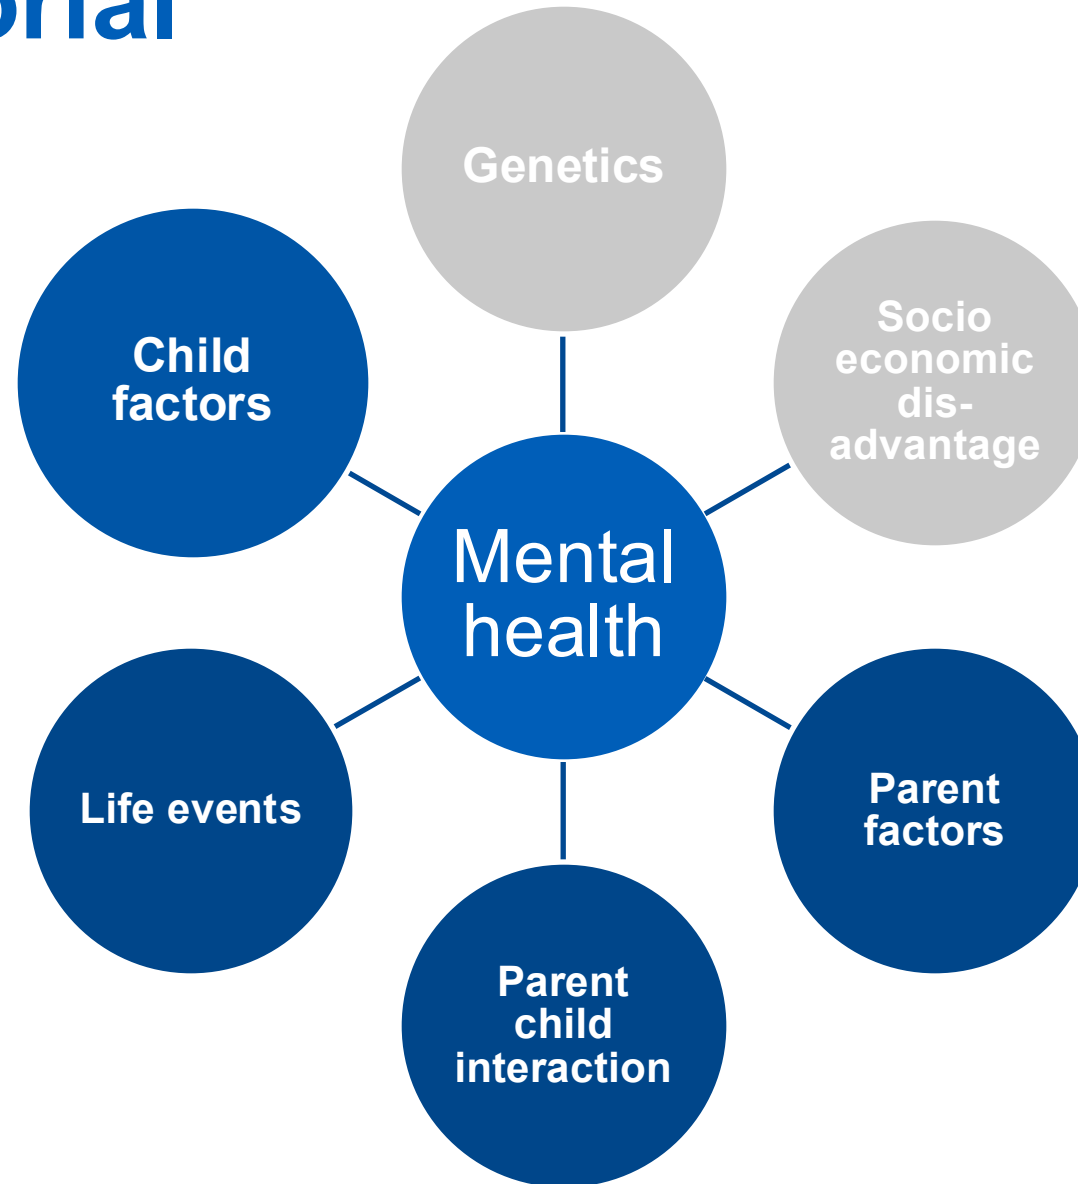 Genetics
Socio
economic
dis-
advantage
Child
factors
Mental
health
Life events
Parent
factors
Parent
child
interaction